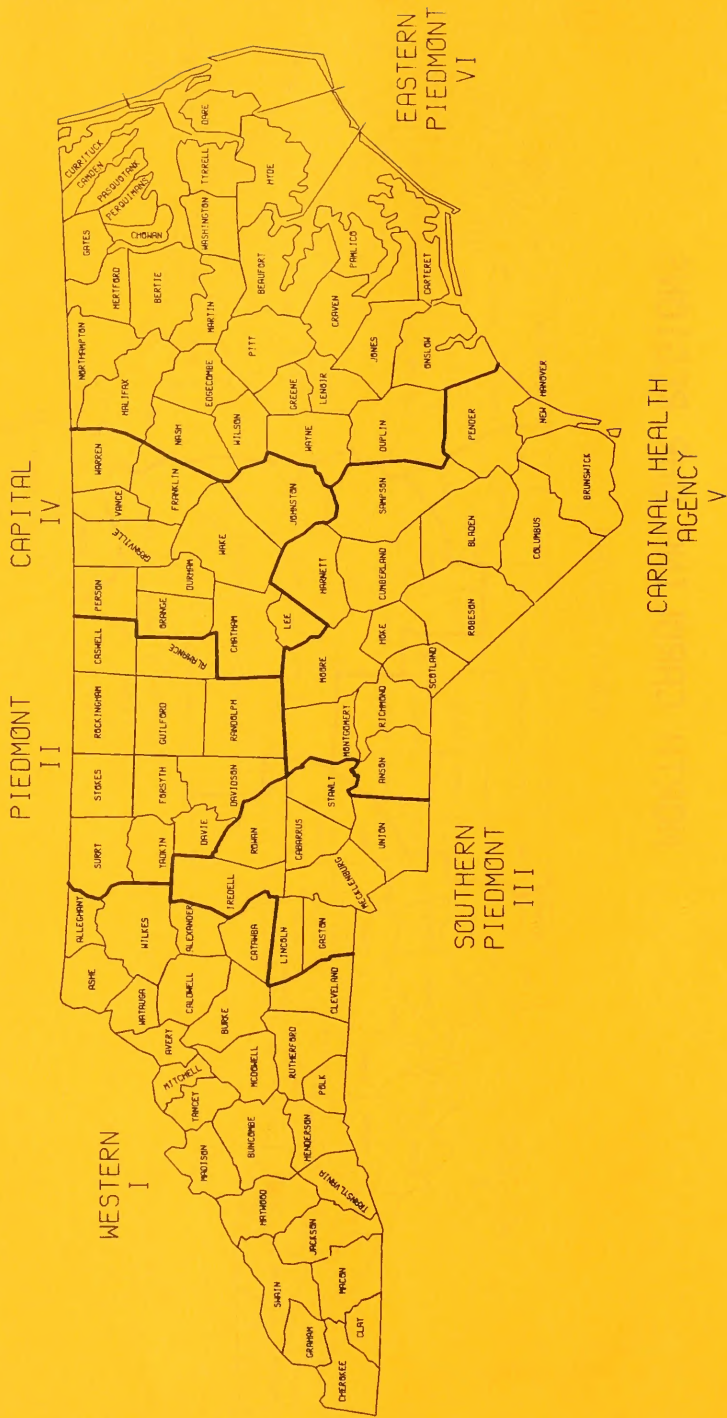 WESTERN
I
PIEDMONT
II
CAPITAL
IV
SOUTHERN
PIEDMONT
III
CARDINAL HEALTH
AGENCY
V
EASTERN
PIEDMONT
VI
CHEROKEE
GRAHAM
CLAY
SWAIN
MACON
JACKSON
HAYWOOD
TRANSYLVANIA
MADISON
BUNCOMBE
HENDERSON
YANCEY
MITCHELL
AVERY
MCDOWELL
RUTHERFORD
POLK
ASHE
WATAUGA
CALDWELL
BURKE
CLEVELAND
ALLEGHANY
WILKES
ALEXANDER
CATAWBA
LINCOLN
GASTON
IREDELL
MECKLENBURG
SURRY
YADKIN
DAVIE
ROWAN
CABARRUS
UNION
STOKES
FORSYTH
DAVIDSON
STANLY
ANSON
ROCKINGHAM
GUILFORD
RANDOLPH
MONTGOMERY
RICHMOND
CASWELL
ALAMANCE
CHATHAM
MOORE
SCOTLAND
HOKE
PERSON
ORANGE
DURHAM
LEE
HARNETT
CUMBERLAND
ROBESON
GRANVILLE
VANCE
WAKE
JOHNSTON
SAMPSON
BLADEN
COLUMBUS
BRUNSWICK
WARREN
FRANKLIN
NASH
WILSON
WAYNE
DUPLIN
PENDER
NEW HANOVER
NORTHAMPTON
HALIFAX
EDGECOMBE
PITT
GREENE
LENOIR
JONES
ONSLOW
HERTFORD
BERTIE
MARTIN
BEAUFORT
CRAVEN
PAMLICO
CARTERET
GATES
CHOWAN
PERQUIMANS
PASQUOTANK
CAMDEN
CURRITUCK
WASHINGTON
TYRRELL
DARE
HYDE